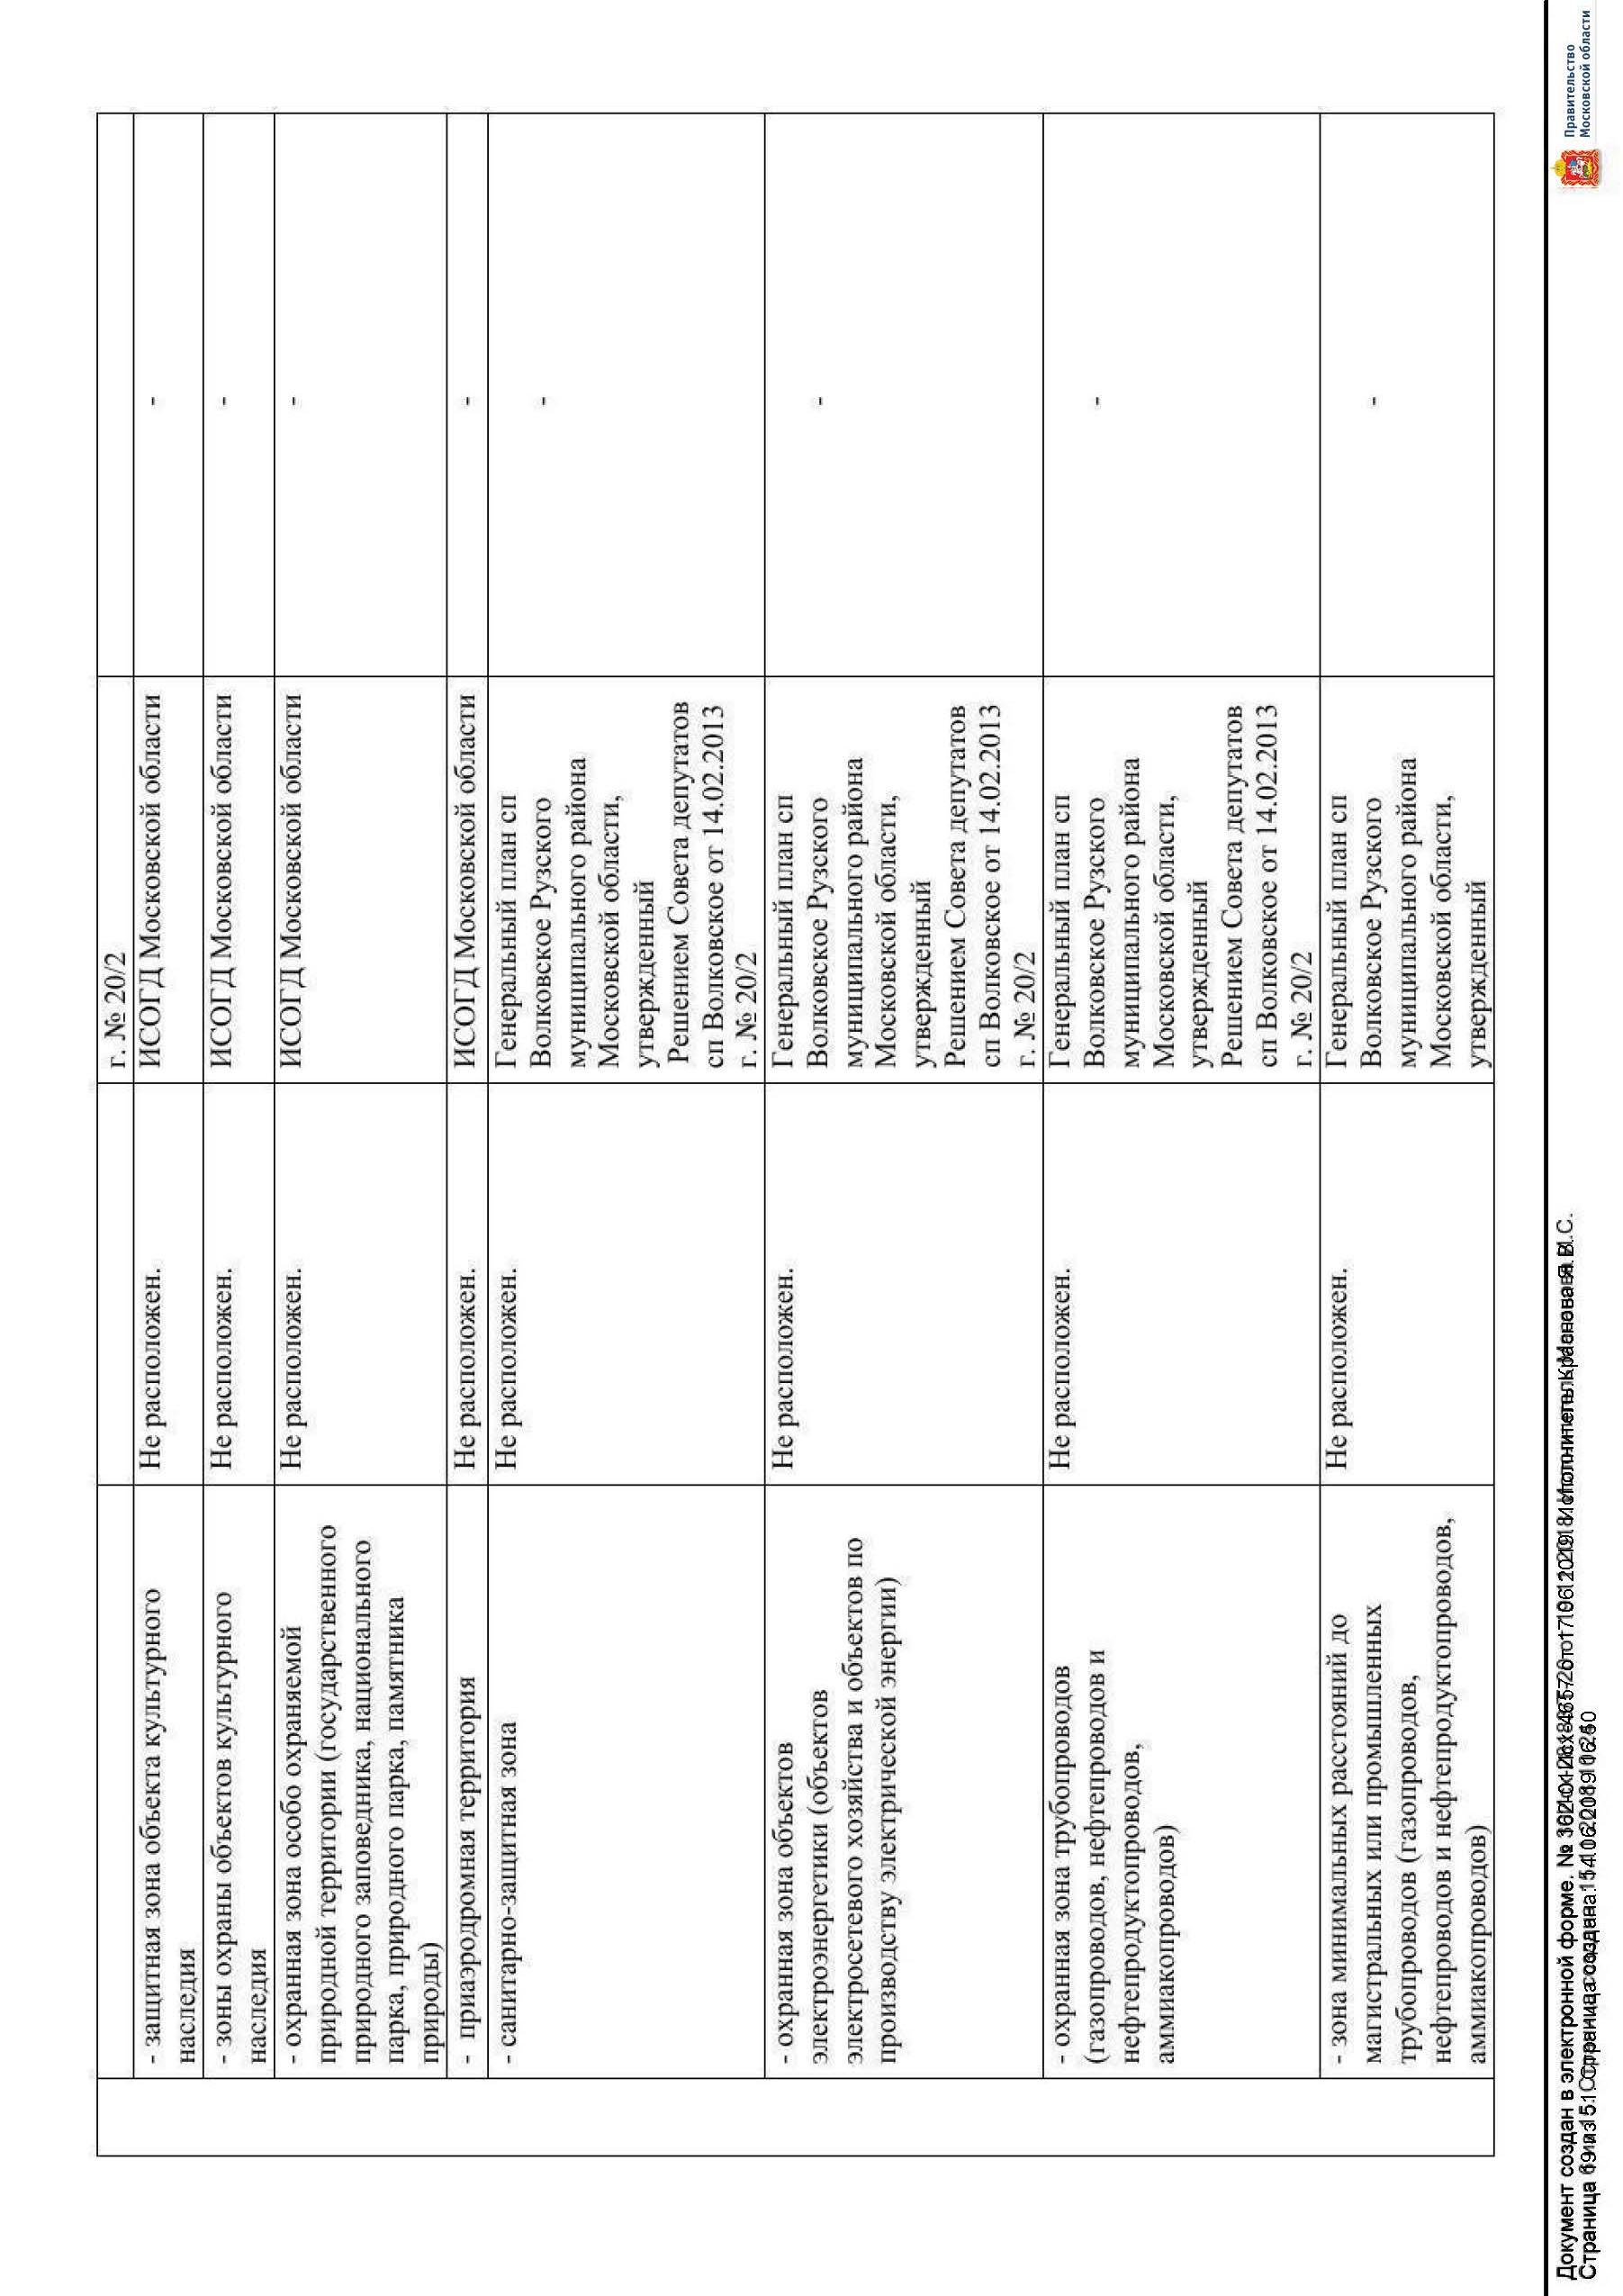 г. № 20/2
- защитная зона объекта культурного
наследия
Не расположен.
ИСОГД Московской области
-
- зоны охраны объектов культурного
наследия
Не расположен.
ИСОГД Московской области
-
- охранная зона особо охраняемой
природной территории (государственного
природного заповедника, национального
парка, природного парка, памятника
природы)
Не расположен.
ИСОГД Московской области
-
- приаэродромная территория
Не расположен.
ИСОГД Московской области
-
- санитарно-защитная зона
Не расположен.
Генеральный план сп
Волковское Рузского
муниципального района
Московской области,
утвержденный
Решением Совета депутатов
сп Волковское от 14.02.2013
г. № 20/2
-
- охранная зона объектов
электроэнергетики (объектов
электросетевого хозяйства и объектов по
производству электрической энергии)
Не расположен.
Генеральный план сп
Волковское Рузского
муниципального района
Московской области,
утвержденный
Решением Совета депутатов
сп Волковское от 14.02.2013
г. № 20/2
-
- охранная зона трубопроводов
(газопроводов, нефтепроводов и
нефтепродуктопроводов,
аммиакопроводов)
Не расположен.
Генеральный план сп
Волковское Рузского
муниципального района
Московской области,
утвержденный
Решением Совета депутатов
сп Волковское от 14.02.2013
г. № 20/2
-
- зона минимальных расстояний до
магистральных или промышленных
трубопроводов (газопроводов,
нефтепроводов и нефтепродуктопроводов,
аммиакопроводов)
Не расположен.
Генеральный план сп
Волковское Рузского
муниципального района
Московской области,
утвержденный
-
Документ создан в электронной форме. №
Страница
Правительство
Московской области